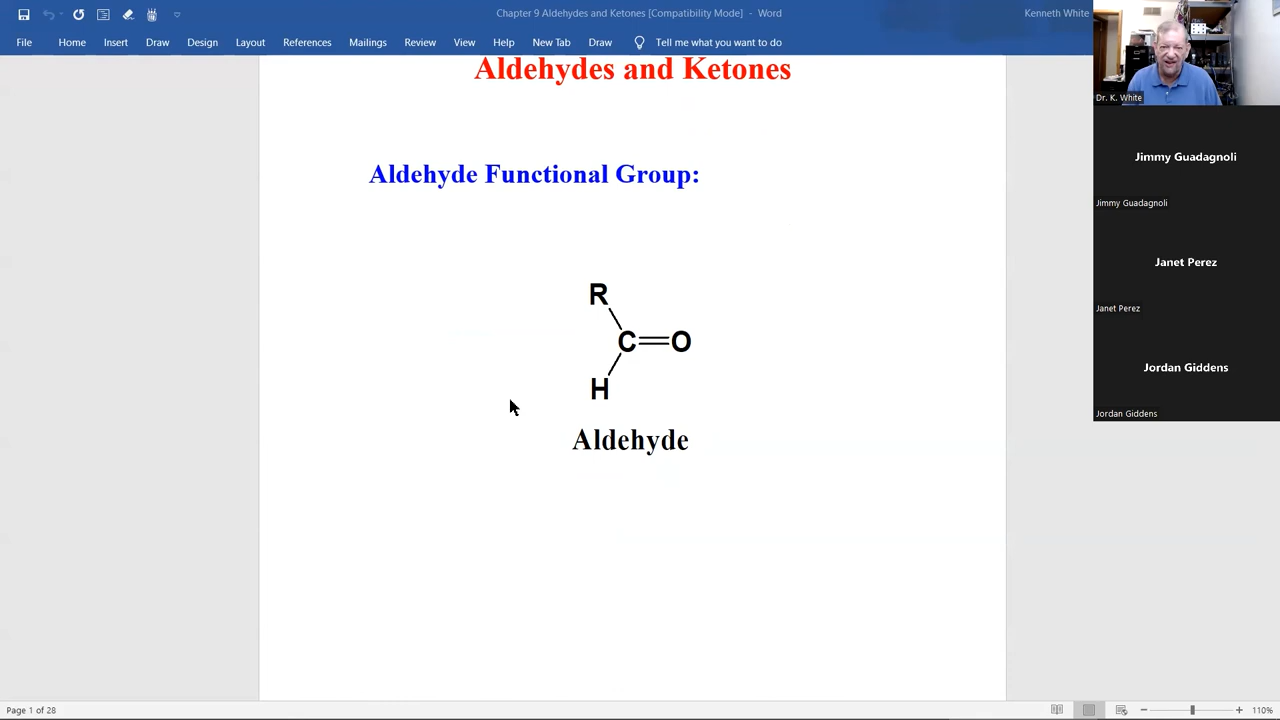 Chapter 9 Aldehydes and Ketones [Compatibility Mode] - Word
Kenneth White
File Home Insert Draw Design Layout References Mailings Review View Help New Tab Draw Tell me what you want to do
Aldehydes and Ketones
Aldehyde Functional Group:
R
C=O
H
Aldehyde
Dr. K. White
Jimmy Guadagnoli
Jimmy Guadagnoli
Janet Perez
Janet Perez
Jordan Giddens
Jordan Giddens
Page 1 of 28
110%